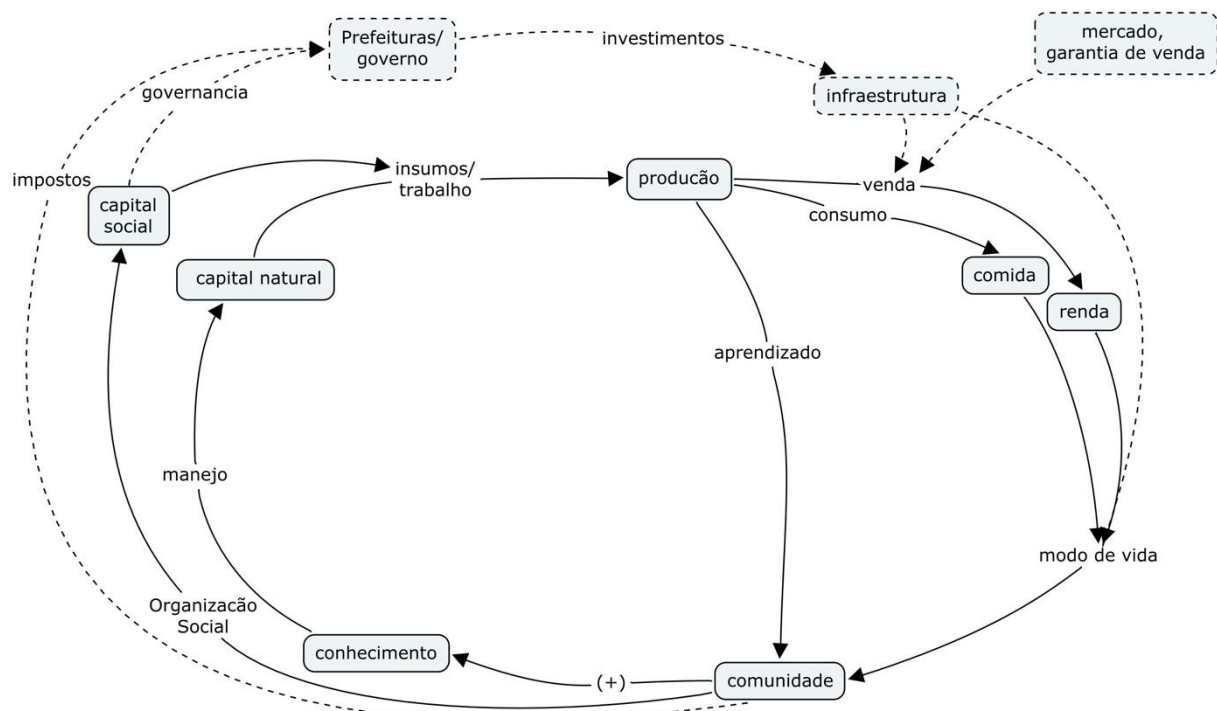 Prefeituras/
governo
investimentos
mercado,
garantia de venda
governancia
infraestrutura
impostos
capital
social
insumos/
trabalho
producão
venda
consumo
capital natural
comida
renda
aprendizado
manejo
modo de vida
Organizacão
Social
conhecimento
(+)
comunidade